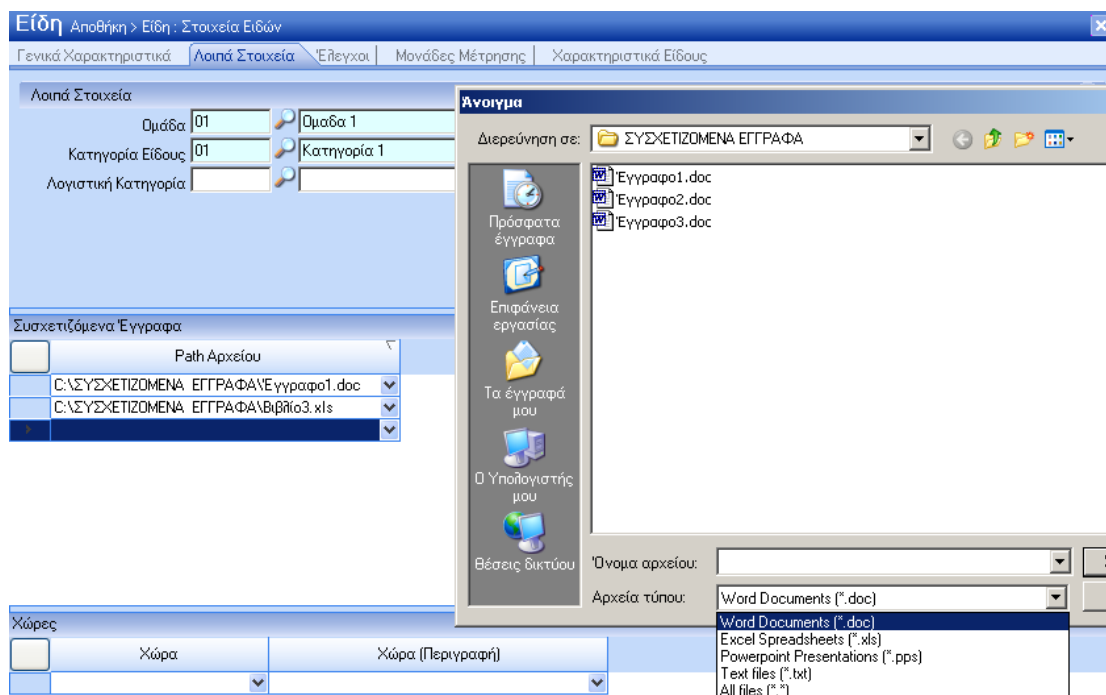 Είδη Αποθήκη > Είδη : Στοιχεία Ειδών
Γενικά Χαρακτηριστικά Λοιπά Στοιχεία Έλεγχοι Μονάδες Μέτρησης Χαρακτηριστικά Είδους
Λοιπά Στοιχεία
Ομάδα 01 Ομαδα 1
Κατηγορία Είδους 01 Κατηγορία 1
Λογιστική Κατηγορία
Συσχετιζόμενα Έγγραφα
Path Αρχείου
C:\ΣΥΣΧΕΤΙΖΟΜΕΝΑ ΕΓΓΡΑΦΑ\Έγγραφο1.doc
C:\ΣΥΣΧΕΤΙΖΟΜΕΝΑ ΕΓΓΡΑΦΑ\Βιβλίο3.xls
Άνοιγμα
Διερεύνηση σε: ΣΥΣΧΕΤΙΖΟΜΕΝΑ ΕΓΓΡΑΦΑ
Πρόσφατα
έγγραφα
Επιφάνεια
εργασίας
Τα έγγραφά
μου
Ο Υπολογιστής
μου
Θέσεις δικτύου
Έγγραφο1.doc
Έγγραφο2.doc
Έγγραφο3.doc
Όνομα αρχείου:
Αρχεία τύπου: Word Documents (*.doc)
Word Documents (*.doc)
Excel Spreadsheets (*.xls)
Powerpoint Presentations (*.pps)
Text files (*.txt)
All files (*.*)
Χώρες
Χώρα Χώρα (Περιγραφή)